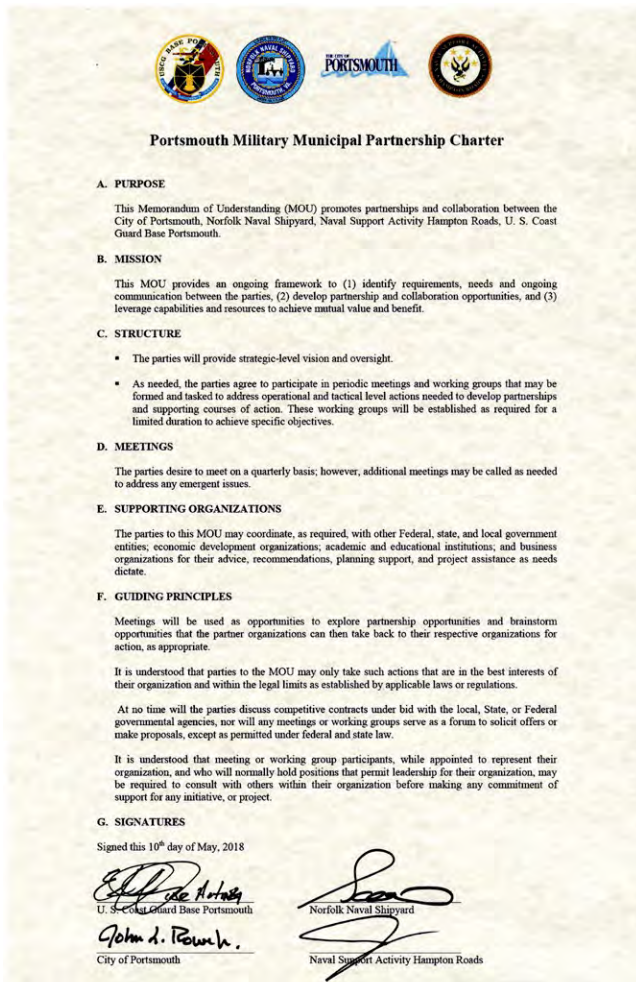 USCG BASE PORTSMOUTH
NORFOLK NAVAL SHIPYARD
PORTSMOUTH, VA.
THE CITY OF
PORTSMOUTH
Portsmouth Military Municipal Partnership Charter
A. PURPOSE
This Memorandum of Understanding (MOU) promotes partnerships and collaboration between the
City of Portsmouth, Norfolk Naval Shipyard, Naval Support Activity Hampton Roads, U. S. Coast
Guard Base Portsmouth.
B. MISSION
This MOU provides an ongoing framework to (1) identify requirements, needs and ongoing
communication between the parties, (2) develop partnership and collaboration opportunities, and (3)
leverage capabilities and resources to achieve mutual value and benefit.
C. STRUCTURE
▪ The parties will provide strategic-level vision and oversight.
▪ As needed, the parties agree to participate in periodic meetings and working groups that may be
formed and tasked to address operational and tactical level actions needed to develop partnerships
and supporting courses of action. These working groups will be established as required for a
limited duration to achieve specific objectives.
D. MEETINGS
The parties desire to meet on a quarterly basis; however, additional meetings may be called as needed
to address any emergent issues.
E. SUPPORTING ORGANIZATIONS
The parties to this MOU may coordinate, as required, with other Federal, state, and local government
entities; economic development organizations; academic and educational institutions; and business
organizations for their advice, recommendations, planning support, and project assistance as needs
dictate.
F. GUIDING PRINCIPLES
Meetings will be used as opportunities to explore partnership opportunities and brainstorm
opportunities that the partner organizations can then take back to their respective organizations for
action, as appropriate.
It is understood that parties to the MOU may only take such actions that are in the best interests of
their organization and within the legal limits as established by applicable laws or regulations.
At no time will the parties discuss competitive contracts under bid with the local, State, or Federal
governmental agencies, nor will any meetings or working groups serve as a forum to solicit offers or
make proposals, except as permitted under federal and state law.
It is understood that meeting or working group participants, while appointed to represent their
organization, and who will normally hold positions that permit leadership for their organization, may
be required to consult with others within their organization before making any commitment of
support for any initiative, or project.
G. SIGNATURES
Signed this 10th day of May, 2018
U. S. Coast Guard Base Portsmouth
Norfolk Naval Shipyard
John L. Rowe Jr.
City of Portsmouth
Naval Support Activity Hampton Roads